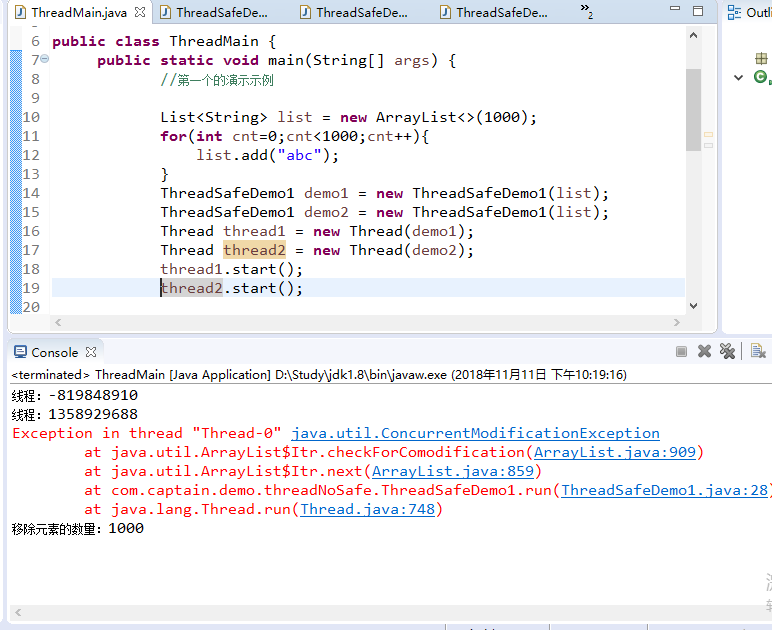 ThreadMain.java ThreadSafeDe... ThreadSafeDe... ThreadSafeDe... »2 Outli
6 public class ThreadMain {
7 public static void main(String[] args) {
8 //第一个的演示示例
9
10 List<String> list = new ArrayList<>(1000);
11 for(int cnt=0;cnt<1000;cnt++){
12 list.add("abc");
13 }
14 ThreadSafeDemo1 demo1 = new ThreadSafeDemo1(list);
15 ThreadSafeDemo1 demo2 = new ThreadSafeDemo1(list);
16 Thread thread1 = new Thread(demo1);
17 Thread thread2 = new Thread(demo2);
18 thread1.start();
19 thread2.start();
20
Console
<terminated> ThreadMain [Java Application] D:\Study\jdk1.8\bin\javaw.exe (2018年11月11日 下午10:19:16)
线程：-819848910
线程：1358929688
Exception in thread "Thread-0" java.util.ConcurrentModificationException
at java.util.ArrayList$Itr.checkForComodification(ArrayList.java:909)
at java.util.ArrayList$Itr.next(ArrayList.java:859)
at com.captain.demo.threadNoSafe.ThreadSafeDemo1.run(ThreadSafeDemo1.java:28)
at java.lang.Thread.run(Thread.java:748)
移除元素的数量：1000